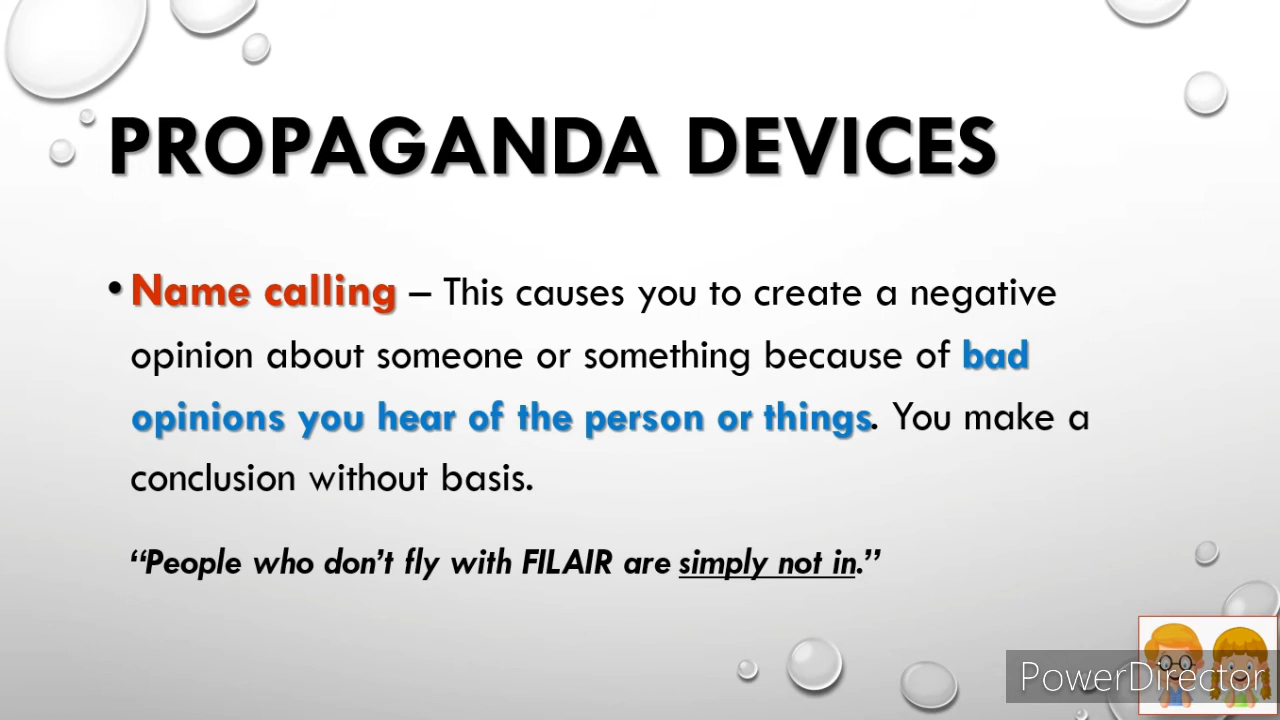 PROPAGANDA DEVICES
• Name calling – This causes you to create a negative
opinion about someone or something because of bad
opinions you hear of the person or things. You make a
conclusion without basis.
“People who don’t fly with FILAIR are simply not in.”
PowerDirector